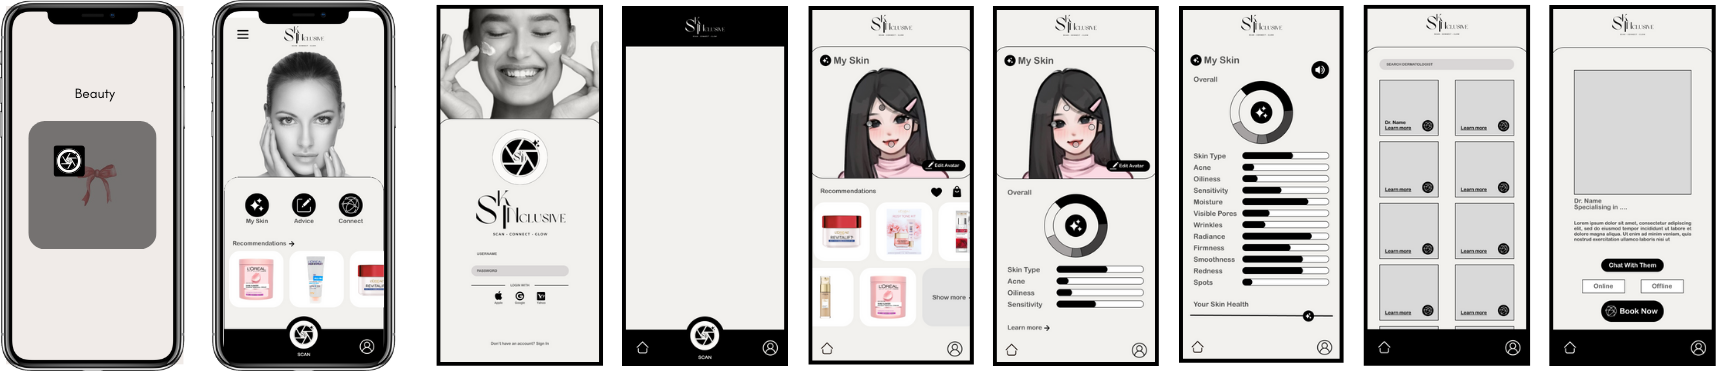 Beauty
SKINCLUSIVE
My Skin
Advice
Connect
Recommendations →
L'OREAL
REVITALIFT
SCAN
SKINCLUSIVE
SCAN - CONNECT - GLOW
USERNAME
PASSWORD
LOGIN WITH
Apple
Google
Yahoo
Don't have an account? Sign in
SKINCLUSIVE
SCAN
SKINCLUSIVE
My Skin
Edit Avatar
Recommendations
REVITALIFT
L'OREAL
Show more
SKINCLUSIVE
My Skin
Edit Avatar
Overall
Skin Type
Acne
Oiliness
Sensitivity
Learn more →
SKINCLUSIVE
My Skin
Overall
Skin Type
Acne
Oiliness
Sensitivity
Moisture
Visible Pores
Wrinkles
Radiance
Firmness
Smoothness
Redness
Spots
Your Skin Health
SKINCLUSIVE
SEARCH DERMATOLOGIST
Dr. Name
Learn more
Learn more
Learn more
Learn more
Learn more
Learn more
Learn more
Learn more
SKINCLUSIVE
Dr. Name
Specialising in ....
Lorem ipsum dolor sit amet, consectetur adipiscing
elit, sed do eiusmod tempor incididunt ut labore et
dolore magna aliqua. Ut enim ad minim veniam, quis
nostrud exercitation ullamco laboris nisi ut
Chat With Them
Online
Offline
Book Now